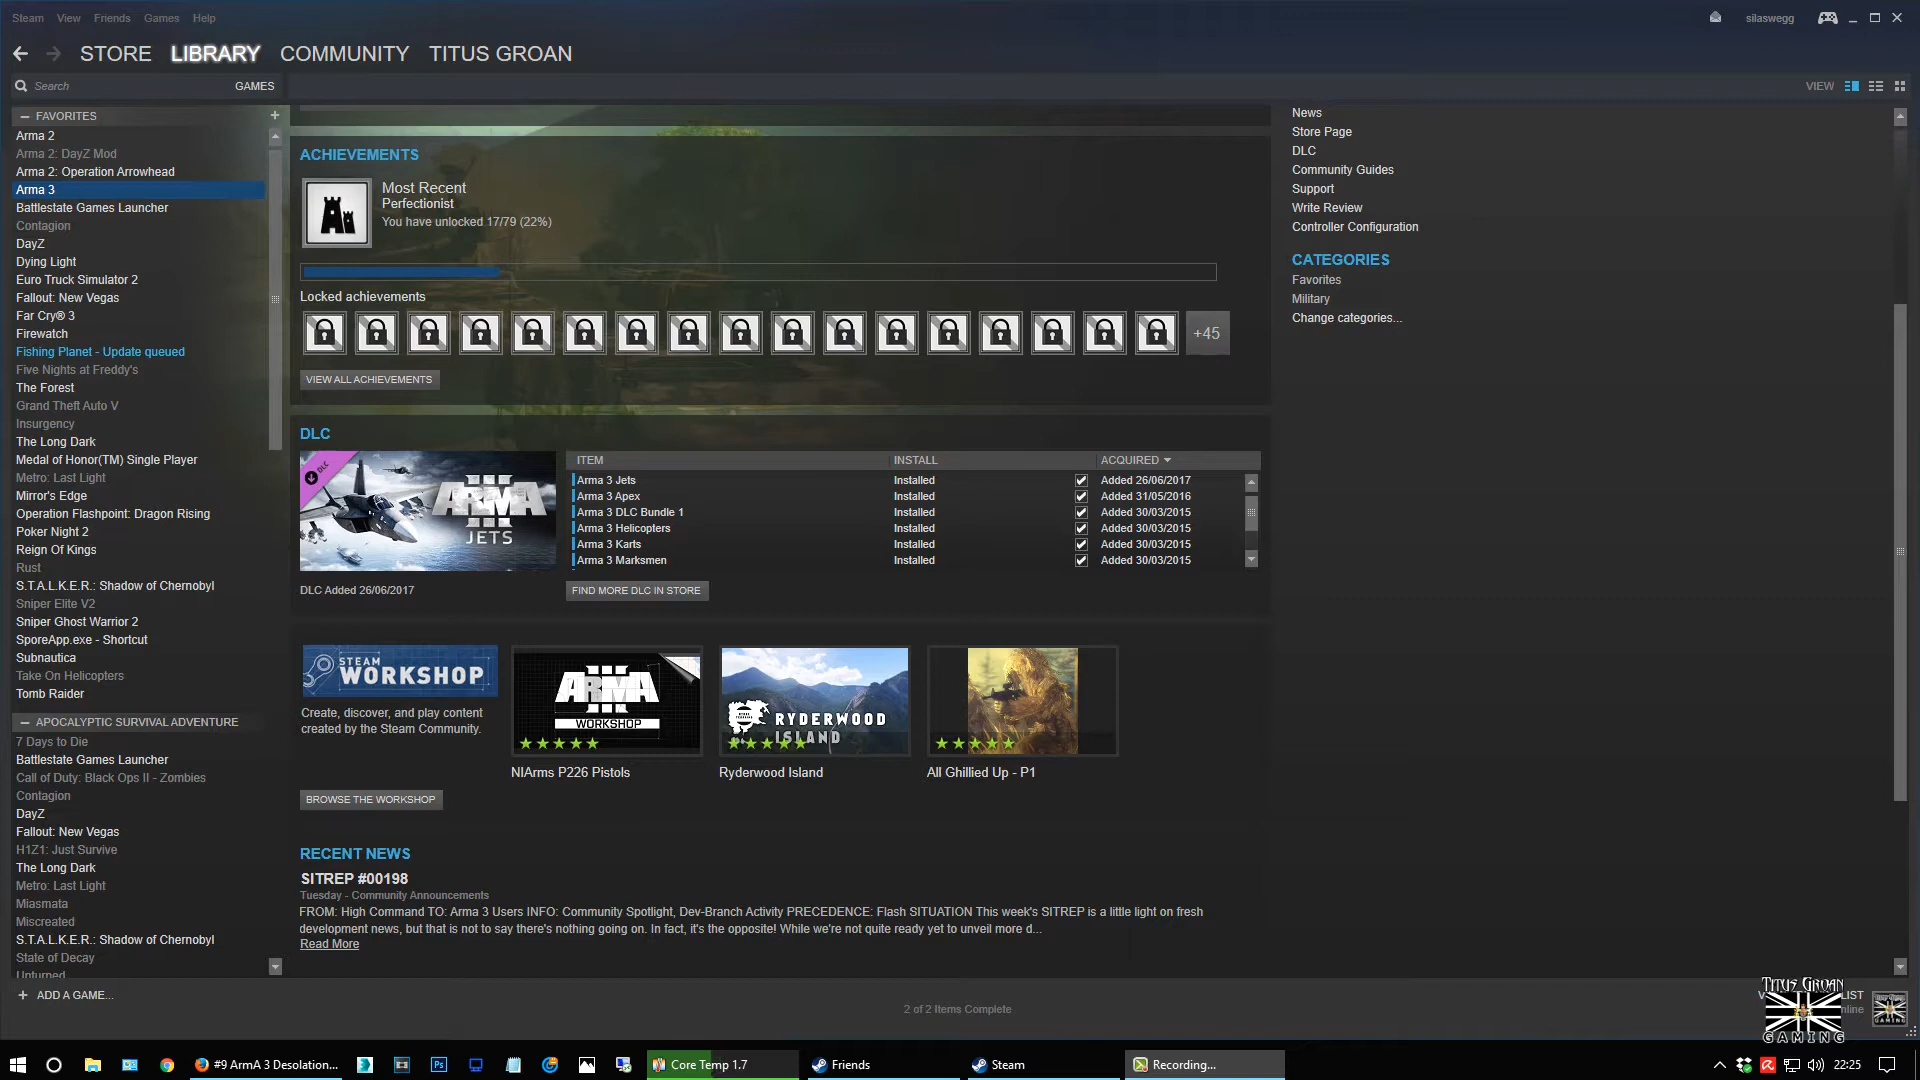 Steam View Friends Games Help
silaswegg
STORE LIBRARY COMMUNITY TITUS GROAN
Search
GAMES
VIEW
FAVORITES
Arma 2
Arma 2: DayZ Mod
Arma 2: Operation Arrowhead
Arma 3
Battlestate Games Launcher
Contagion
DayZ
Dying Light
Euro Truck Simulator 2
Fallout: New Vegas
Far Cry® 3
Firewatch
Fishing Planet - Update queued
Five Nights at Freddy's
The Forest
Grand Theft Auto V
Insurgency
The Long Dark
Medal of Honor(TM) Single Player
Metro: Last Light
Mirror's Edge
Operation Flashpoint: Dragon Rising
Poker Night 2
Reign Of Kings
Rust
S.T.A.L.K.E.R.: Shadow of Chernobyl
Sniper Elite V2
Sniper Ghost Warrior 2
SporeApp.exe - Shortcut
Subnautica
Take On Helicopters
Tomb Raider
APOCALYPTIC SURVIVAL ADVENTURE
7 Days to Die
Battlestate Games Launcher
Call of Duty: Black Ops II - Zombies
Contagion
DayZ
Fallout: New Vegas
H1Z1: Just Survive
The Long Dark
Metro: Last Light
Miasmata
Miscreated
S.T.A.L.K.E.R.: Shadow of Chernobyl
State of Decay
Unturned
ADD A GAME...
ACHIEVEMENTS
Most Recent
Perfectionist
You have unlocked 17/79 (22%)
Locked achievements
+45
VIEW ALL ACHIEVEMENTS
DLC
DLC
ARMA
III
JETS
DLC Added 26/06/2017
ITEM INSTALL ACQUIRED
Arma 3 Jets Installed Added 26/06/2017
Arma 3 Apex Installed Added 31/05/2016
Arma 3 DLC Bundle 1 Installed Added 30/03/2015
Arma 3 Helicopters Installed Added 30/03/2015
Arma 3 Karts Installed Added 30/03/2015
Arma 3 Marksmen Installed Added 30/03/2015
FIND MORE DLC IN STORE
STEAM
WORKSHOP
Create, discover, and play content
created by the Steam Community.
BROWSE THE WORKSHOP
ARMA
III
WORKSHOP
NIArms P226 Pistols
RYDERWOOD
ISLAND
Ryderwood Island
All Ghillied Up - P1
RECENT NEWS
SITREP #00198
Tuesday - Community Announcements
FROM: High Command TO: Arma 3 Users INFO: Community Spotlight, Dev-Branch Activity PRECEDENCE: Flash SITUATION This week's SITREP is a little light on fresh
development news, but that is not to say there's nothing going on. In fact, it's the opposite! While we're not quite ready yet to unveil more d...
Read More
News
Store Page
DLC
Community Guides
Support
Write Review
Controller Configuration
CATEGORIES
Favorites
Military
Change categories...
2 of 2 Items Complete
TITUS GROAN
GAMING
V
LIST
nline
#9 ArmA 3 Desolation...
Core Temp 1.7
Friends
Steam
Recording...
22:25